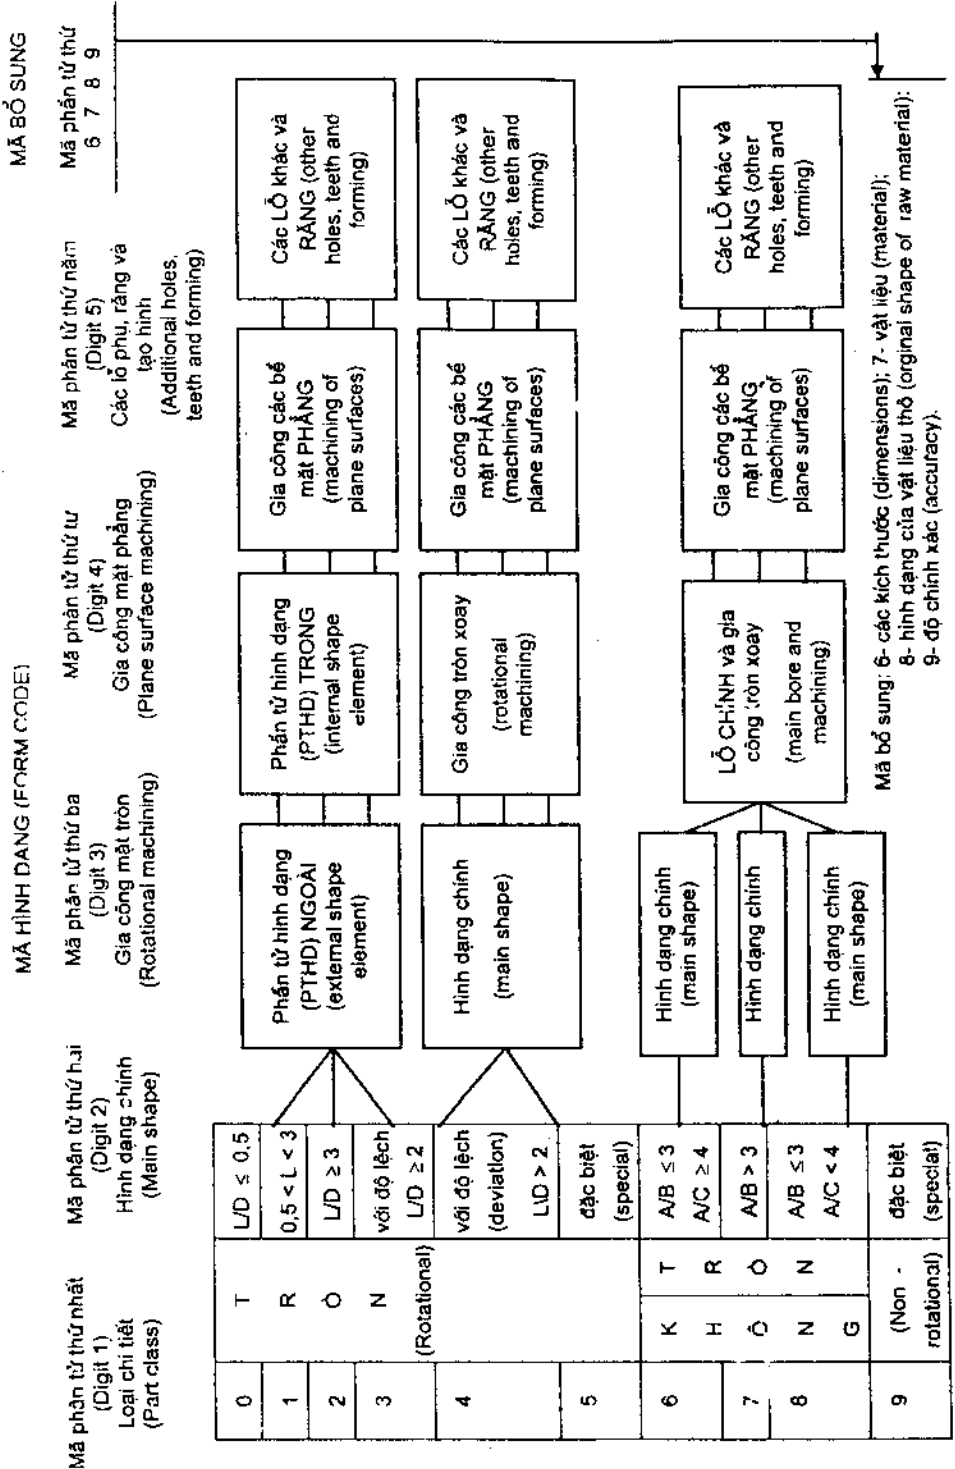 MÃ HÌNH DẠNG (FORM CODE)
MÃ BỔ SUNG
Mã phần tử thứ nhất
(Digit 1)
Loại chi tiết
(Part class)
Mã phần tử thứ hai
(Digit 2)
Hình dạng chính
(Main shape)
Mã phần tử thứ ba
(Digit 3)
Gia công mặt tròn
(Rotational machining)
Mã phần tử thứ tư
(Digit 4)
Gia công mặt phẳng
(Plane surface machining)
Mã phần tử thứ năm
(Digit 5)
Các lỗ phụ, răng và
tạo hình
(Additional holes,
teeth and forming)
Mã phần tử thứ
6 7 8 9
0
1
2
3
4
5
6
7
8
9
T
R
Ò
N
(Rotational)
K
H
Ô
N
G
T
R
Ò
N
(Non -
rotational)
L/D ≤ 0,5
0,5 < L < 3
L/D ≥ 3
với độ lệch
L/D ≥ 2
với độ lệch
(deviation)
L\D > 2.
đặc biệt
(special)
A/B ≤ 3
A/C ≥ 4
A/B > 3
A/B ≤ 3
A/C < 4
đặc biệt
(special)
Phần tử hình dạng
(PTHD) NGOÀI
(external shape
element)
Phần tử hình dạng
(PTHD) TRONG
(internal shape
element)
Gia công các bề
mặt PHẲNG
(machining of
plane surfaces)
Các LỖ khác và
RĂNG (other
holes, teeth and
forming)
Hình dạng chính
(main shape)
Gia công tròn xoay
(rotational
machining)
Gia công các bề
mặt PHẲNG
(machining of
plane surfaces)
Các LỖ khác và
RĂNG (other
holes, teeth and
forming)
Hình dạng chính
(main shape)
Hình dạng chính
Hình dạng chính
(main shape)
LỖ CHÍNH và gia
công tròn xoay
(main bore and
machining)
Gia công các bề
mặt PHẲNG
(machining of
plane surfaces)
Các LỖ khác và
RĂNG (other
holes, teeth and
forming)
Mã bổ sung: 6- các kích thước (dimensions); 7- vật liệu (material);
8- hình dạng của vật liệu thô (orginal shape of raw material);
9- độ chính xác (accuracy).